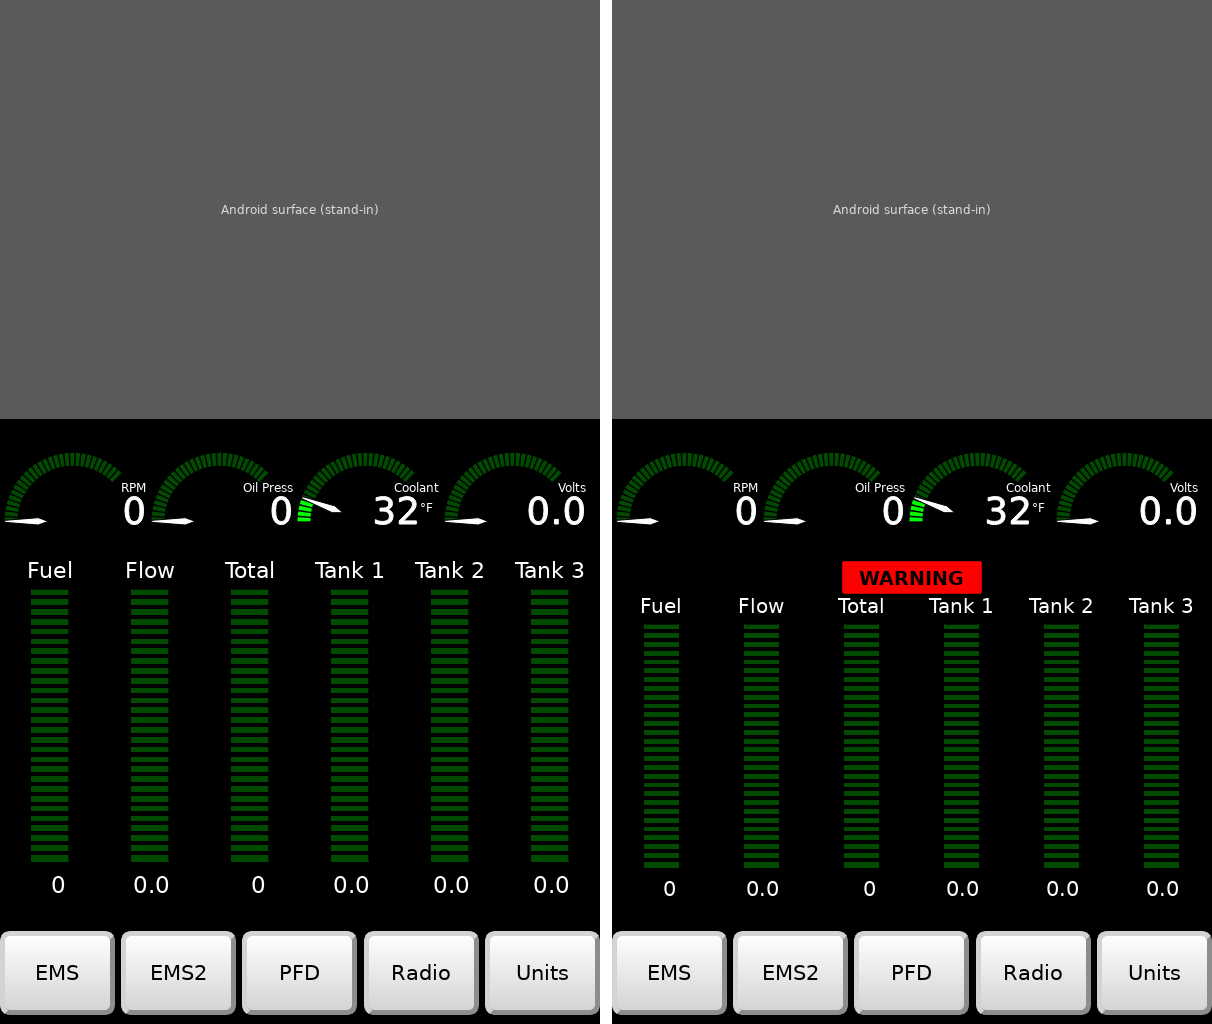 Android surface (stand-in)
RPM Oil Press Coolant Volts
0 0 32 °F 0.0
Fuel Flow Total Tank 1 Tank 2 Tank 3
0 0.0 0 0.0 0.0 0.0
EMS EMS2 PFD Radio Units
Android surface (stand-in)
RPM Oil Press Coolant Volts
0 0 32 °F 0.0
WARNING
Fuel Flow Total Tank 1 Tank 2 Tank 3
0 0.0 0 0.0 0.0 0.0
EMS EMS2 PFD Radio Units